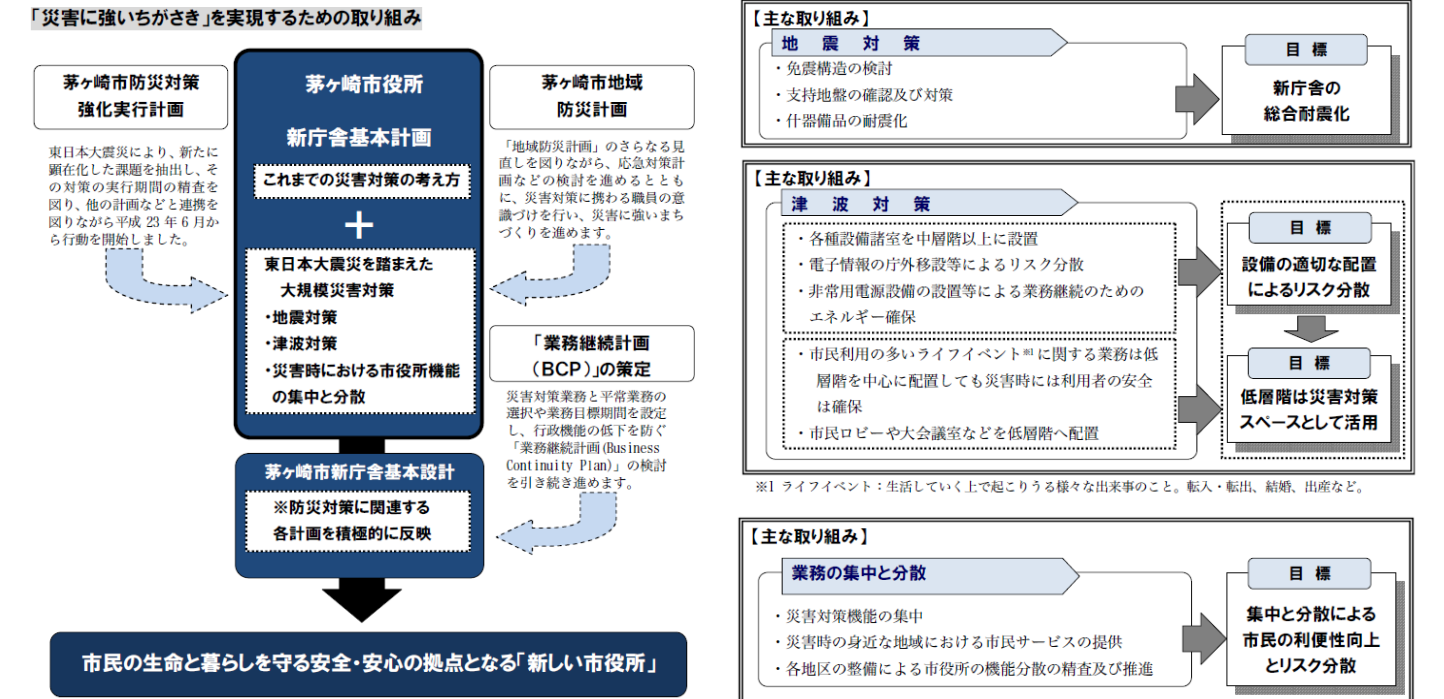 「災害に強いちがさき」を実現するための取り組み
茅ヶ崎市防災対策
強化実行計画
東日本大震災により、新たに
顕在化した課題を抽出し、そ
の対策の実行期間の精査を
図り、他の計画などと連携を
図りながら平成 23 年 6 月か
ら行動を開始しました。
茅ヶ崎市役所
新庁舎基本計画
これまでの災害対策の考え方
＋
東日本大震災を踏まえた
大規模災害対策
・地震対策
・津波対策
・災害時における市役所機能
の集中と分散
茅ヶ崎市地域
防災計画
「地域防災計画」のさらなる見
直しを図りながら、応急対策計
画などの検討を進めるととも
に、災害対策に携わる職員の意
識づけを行い、災害に強いまち
づくりを進めます。
「業務継続計画
（BCP）」の策定
災害対策業務と平常業務の
選択や業務目標期間を設定
し、行政機能の低下を防ぐ
「業務継続計画(Business
Continuity Plan)」の検討
を引き続き進めます。
茅ヶ崎市新庁舎基本設計
※防災対策に関連する
各計画を積極的に反映
市民の生命と暮らしを守る安全・安心の拠点となる「新しい市役所」
【主な取り組み】
地 震 対 策
・免震構造の検討
・支持地盤の確認及び対策
・什器備品の耐震化
目 標
新庁舎の
総合耐震化
【主な取り組み】
津 波 対 策
・各種設備諸室を中層階以上に設置
・電子情報の庁外移設等によるリスク分散
・非常用電源設備の設置等による業務継続のための
エネルギー確保
目 標
設備の適切な配置
によるリスク分散
・市民利用の多いライフイベント※1 に関する業務は低
層階を中心に配置しても災害時には利用者の安全
は確保
・市民ロビーや大会議室などを低層階へ配置
目 標
低層階は災害対策
スペースとして活用
※1 ライフイベント：生活していく上で起こりうる様々な出来事のこと。転入・転出、結婚、出産など。
【主な取り組み】
業務の集中と分散
・災害対策機能の集中
・災害時の身近な地域における市民サービスの提供
・各地区の整備による市役所の機能分散の精査及び推進
目 標
集中と分散による
市民の利便性向上
とリスク分散